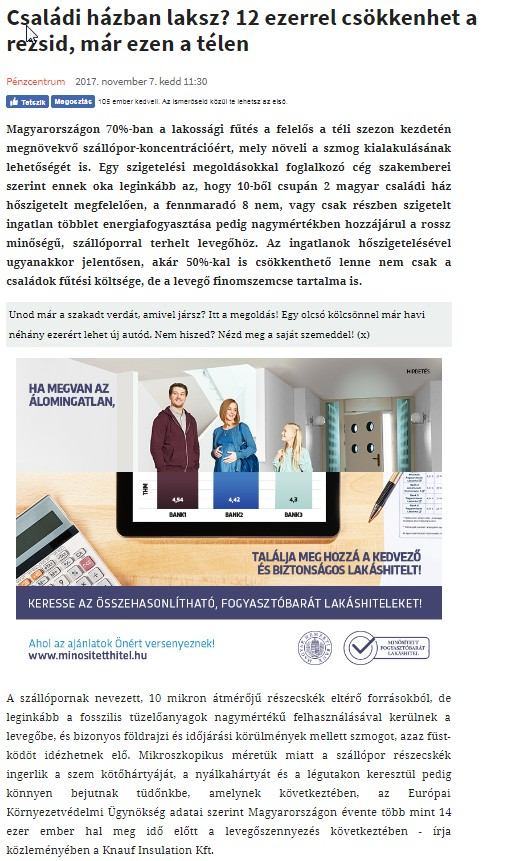 Családi házban laksz? 12 ezerrel csökkenhet a
rezsid, már ezen a télen
Pénzcentrum 2017. november 7. kedd 11:30
Tetszik Megosztás 105 ember kedveli. Az ismerőseid közül te lehetsz az első.
Magyarországon 70%-ban a lakossági fűtés a felelős a téli szezon kezdetén
megnövekvő szállópor-koncentrációért, mely növeli a szmog kialakulásának
lehetőségét is. Egy szigetelési megoldásokkal foglalkozó cég szakemberei
szerint ennek oka leginkább az, hogy 10-ből csupán 2 magyar családi ház
hőszigetelt megfelelően, a fennmaradó 8 nem, vagy csak részben szigetelt
ingatlan többlet energiafogyasztása pedig nagymértékben hozzájárul a rossz
minőségű, szállóporral terhelt levegőhöz. Az ingatlanok hőszigetelésével
ugyanakkor jelentősen, akár 50%-kal is csökkenthető lenne nem csak a
családok fűtési költsége, de a levegő finomszemcse tartalma is.
Unod már a szakadt verdát, amivel jársz? Itt a megoldás! Egy olcsó kölcsönnel már havi
néhány ezerért lehet új autód. Nem hiszed? Nézd meg a saját szemeddel! (x)
HIRDETÉS
HA MEGVAN AZ
ÁLOMINGATLAN,
THM
4,54 4,42 4,3
BANK1 BANK2 BANK3
TALÁLJA MEG HOZZÁ A KEDVEZŐ
ÉS BIZTONSÁGOS LAKÁSHITELT!
KERESSE AZ ÖSSZEHASONLÍTHATÓ, FOGYASZTÓBARÁT LAKÁSHITELEKET!
Ahol az ajánlatok Önért versenyeznek!
www.minositetthitel.hu
MAGYAR NEMZETI BANK
MINŐSÍTETT
FOGYASZTÓBARÁT
LAKÁSHITEL
A szállópornak nevezett, 10 mikron átmérőjű részecskék eltérő forrásokból, de
leginkább a fosszilis tüzelőanyagok nagymértékű felhasználásával kerülnek a
levegőbe, és bizonyos földrajzi és időjárási körülmények mellett szmogot, azaz füst-
ködöt idézhetnek elő. Mikroszkopikus méretük miatt a szállópor részecskék
ingerlik a szem kötőhártyáját, a nyálkahártyát és a légutakon keresztül pedig
könnyen bejutnak tüdőnkbe, amelynek következtében, az Európai
Környezetvédelmi Ügynökség adatai szerint Magyarországon évente több mint 14
ezer ember hal meg idő előtt a levegőszennyezés következtében - írja
közleményében a Knauf Insulation Kft.